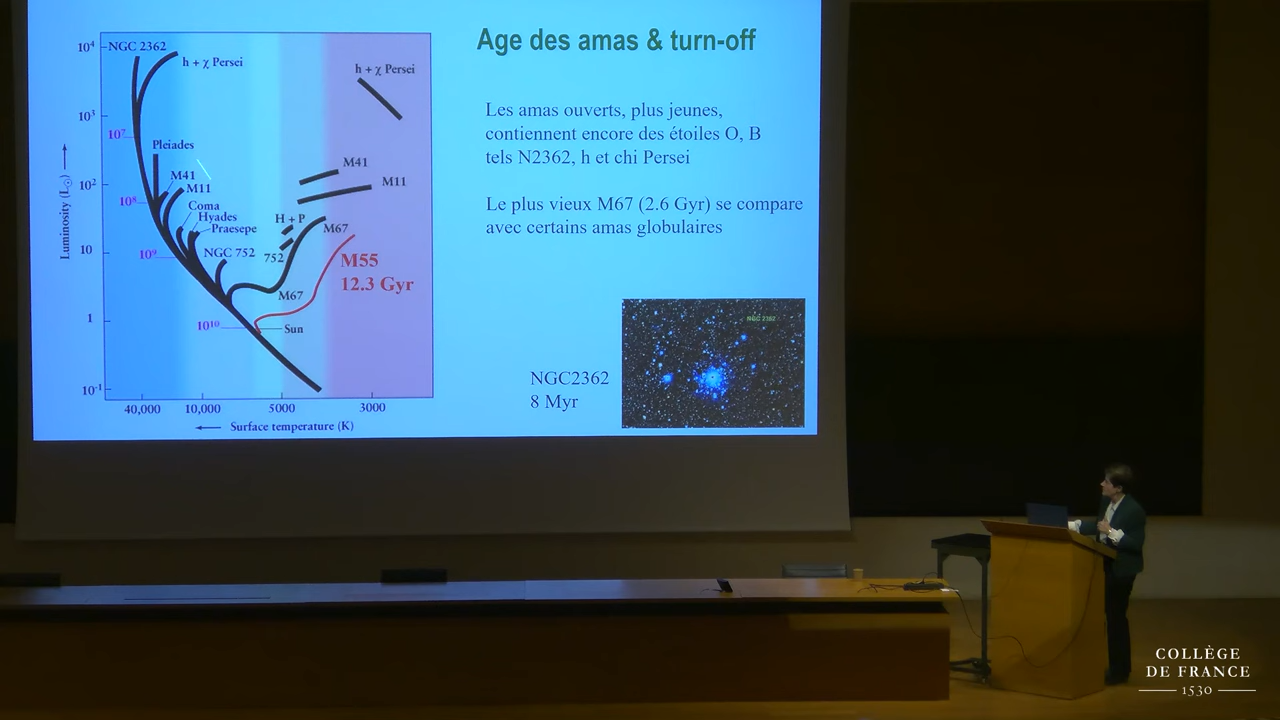 Age des amas & turn-off
Les amas ouverts, plus jeunes,
contiennent encore des étoiles O, B
tels N2362, h et chi Persei
Le plus vieux M67 (2.6 Gyr) se compare
avec certains amas globulaires
NGC 2362
h + χ Persei
h + χ Persei
Pleiades
M41
M11
Coma
Hyades
Praesepe
NGC 752
M41
M11
H + P
752
M67
M67
M55
12.3 Gyr
Sun
10⁴
10³
10²
10
1
10⁻¹
10⁷
10⁸
10⁹
10¹⁰
Luminosity (L☉)
40,000
10,000
5000
3000
Surface temperature (K)
NGC 2362
NGC2362
8 Myr
COLLÈGE
DE FRANCE
1530